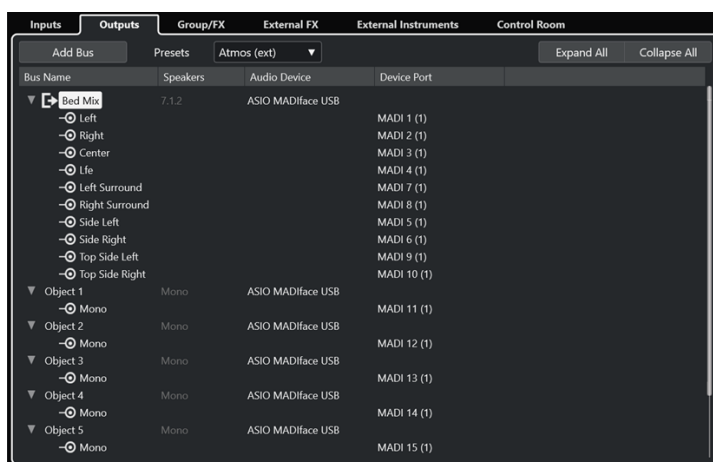 Inputs Outputs Group/FX External FX External Instruments Control Room
Add Bus Presets Atmos (ext) Expand All Collapse All
Bus Name Speakers Audio Device Device Port
Bed Mix 7.1.2 ASIO MADIface USB
Left MADI 1 (1)
Right MADI 2 (1)
Center MADI 3 (1)
Lfe MADI 4 (1)
Left Surround MADI 7 (1)
Right Surround MADI 8 (1)
Side Left MADI 5 (1)
Side Right MADI 6 (1)
Top Side Left MADI 9 (1)
Top Side Right MADI 10 (1)
Object 1 Mono ASIO MADIface USB
Mono MADI 11 (1)
Object 2 Mono ASIO MADIface USB
Mono MADI 12 (1)
Object 3 Mono ASIO MADIface USB
Mono MADI 13 (1)
Object 4 Mono ASIO MADIface USB
Mono MADI 14 (1)
Object 5 Mono ASIO MADIface USB
Mono MADI 15 (1)